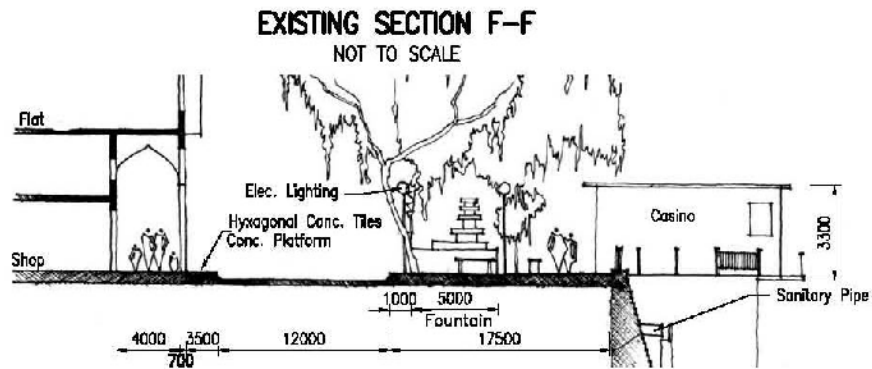 EXISTING SECTION F-F
NOT TO SCALE
Flat
Elec. Lighting
Hyxagonal Conc. Tiles
Conc. Platform
Casino
3300
Shop
1000 5000
Fountain
Sanitary Pipe
4000 3500 12000 17500
700